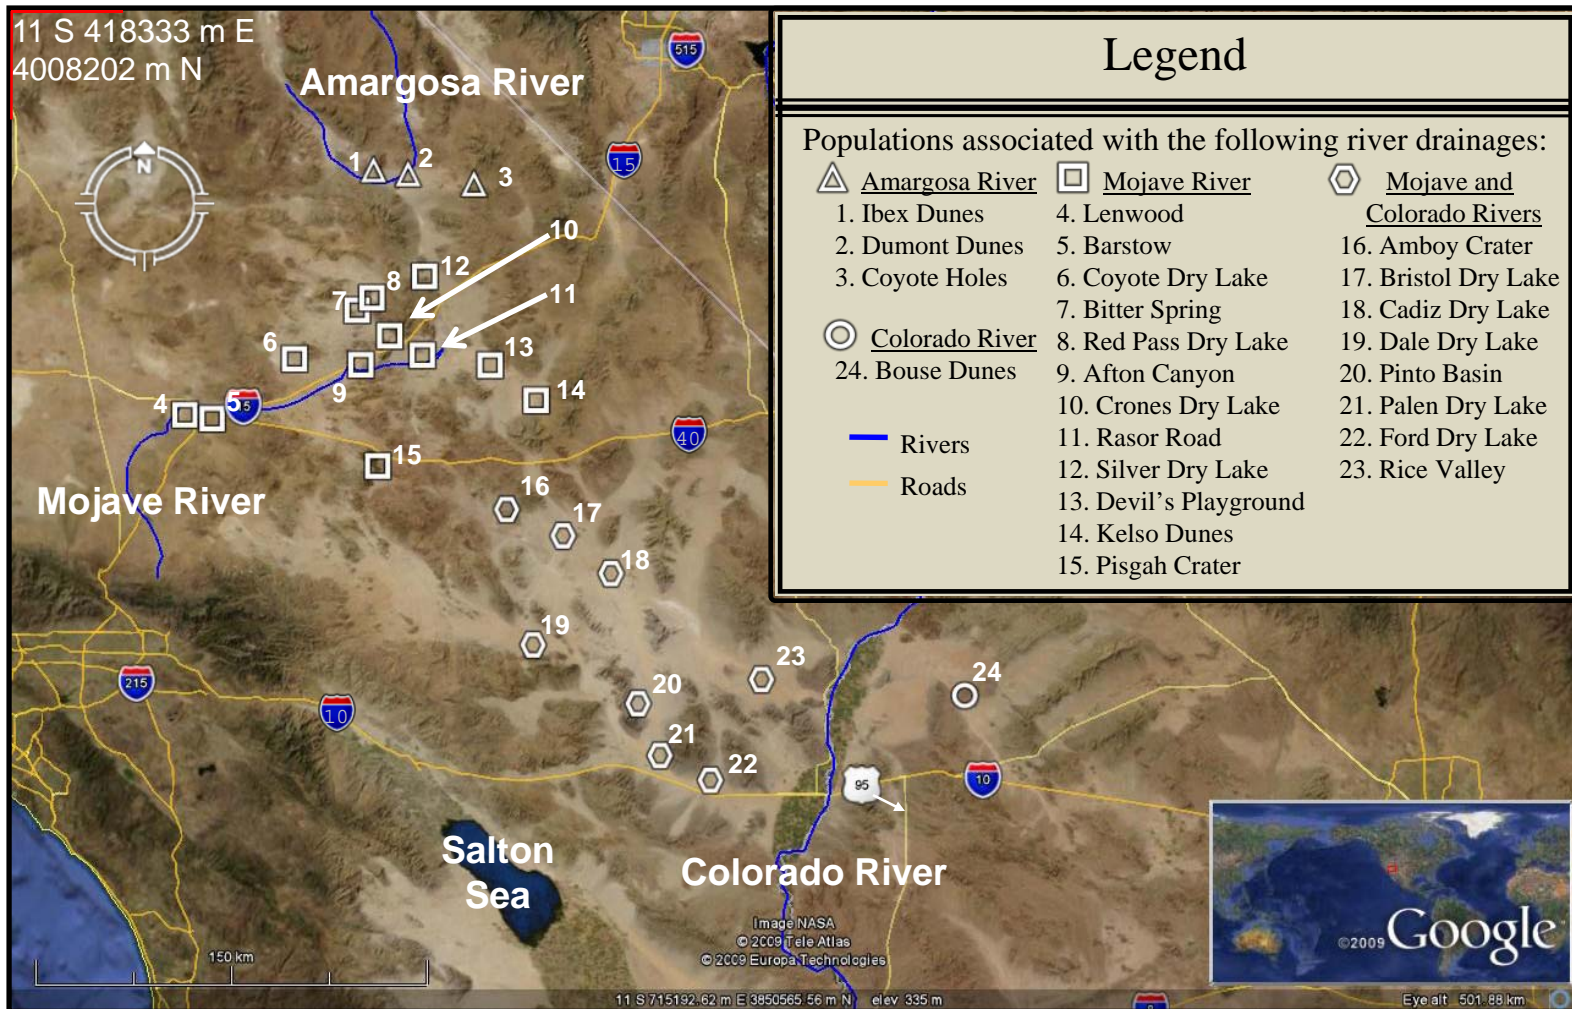 11 S 418333 m E
4008202 m N
Amargosa River
515
15
N
1
2
3
10
12
8
7
11
6
13
9
14
4
5
15
40
15
Mojave River
16
17
18
19
23
20
24
215
10
21
22
95
10
Salton
Sea
Colorado River
150 km
Image NASA
© 2009 Tele Atlas
© 2009 Europa Technologies
11 S 715192.62 m E 3850565.56 m N elev 335 m
8
Eye alt 501.88 km
©2009 Google
Legend
Populations associated with the following river drainages:
Amargosa River
1. Ibex Dunes
2. Dumont Dunes
3. Coyote Holes
Colorado River
24. Bouse Dunes
Rivers
Roads
Mojave River
4. Lenwood
5. Barstow
6. Coyote Dry Lake
7. Bitter Spring
8. Red Pass Dry Lake
9. Afton Canyon
10. Crones Dry Lake
11. Rasor Road
12. Silver Dry Lake
13. Devil's Playground
14. Kelso Dunes
15. Pisgah Crater
Mojave and
Colorado Rivers
16. Amboy Crater
17. Bristol Dry Lake
18. Cadiz Dry Lake
19. Dale Dry Lake
20. Pinto Basin
21. Palen Dry Lake
22. Ford Dry Lake
23. Rice Valley